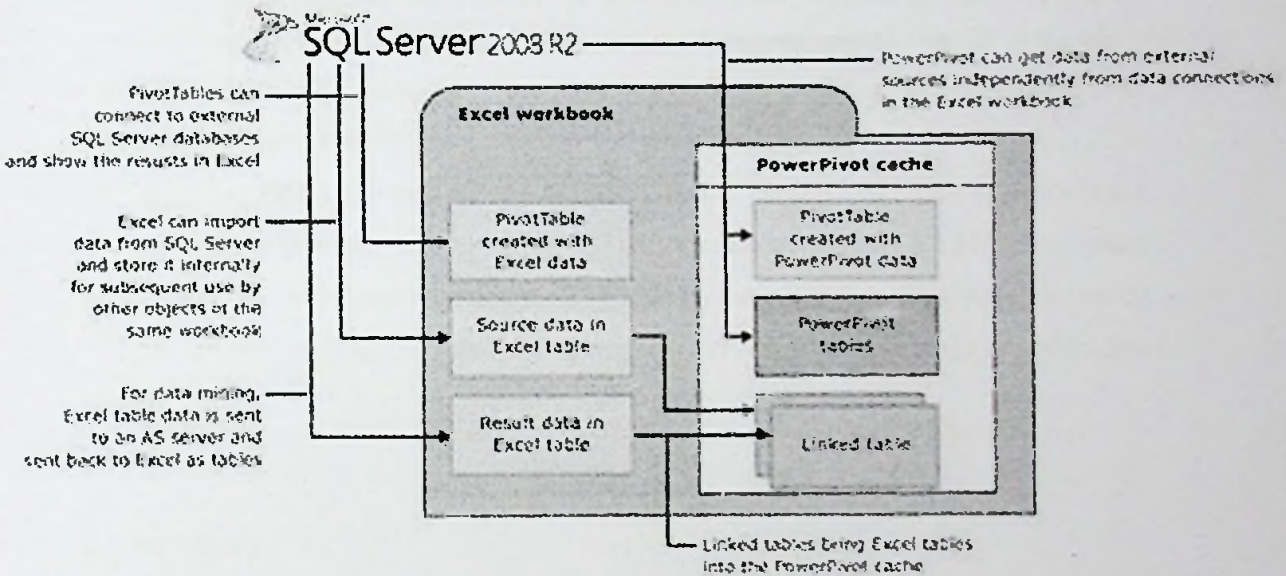 Microsoft
SQL Server 2008 R2
PowerPivot can get data from external
sources independently from data connections
in the Excel workbook
PivotTables can
connect to external
SQL Server databases
and show the resusts in Excel
Excel workbook
PowerPivot cache
Excel can import
data from SQL Server
and store it internally
for subsequent use by
other objects of the
same workbook
PivotTable
created with
Excel data
PivotTable
created with
PowerPivot data
Source data in
Excel table
PowerPivot
tables
For data mining,
Excel table data is sent
to an AS server and
sent back to Excel as tables
Result data in
Excel table
Linked table
Linked tables bring Excel tables
into the PowerPivot cache